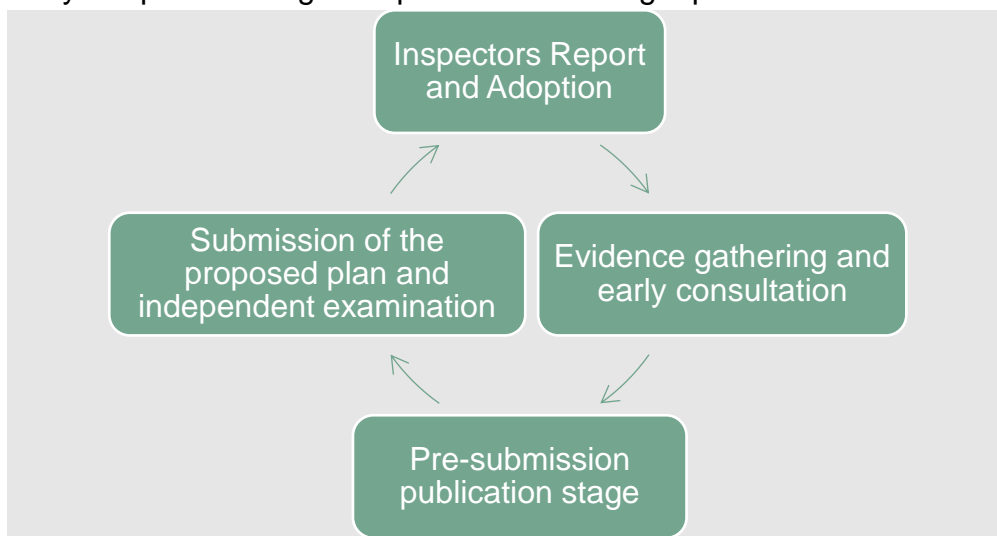 Inspectors Report
and Adoption
Submission of the
proposed plan and
independent examination
Evidence gathering and
early consultation
Pre-submission
publication stage